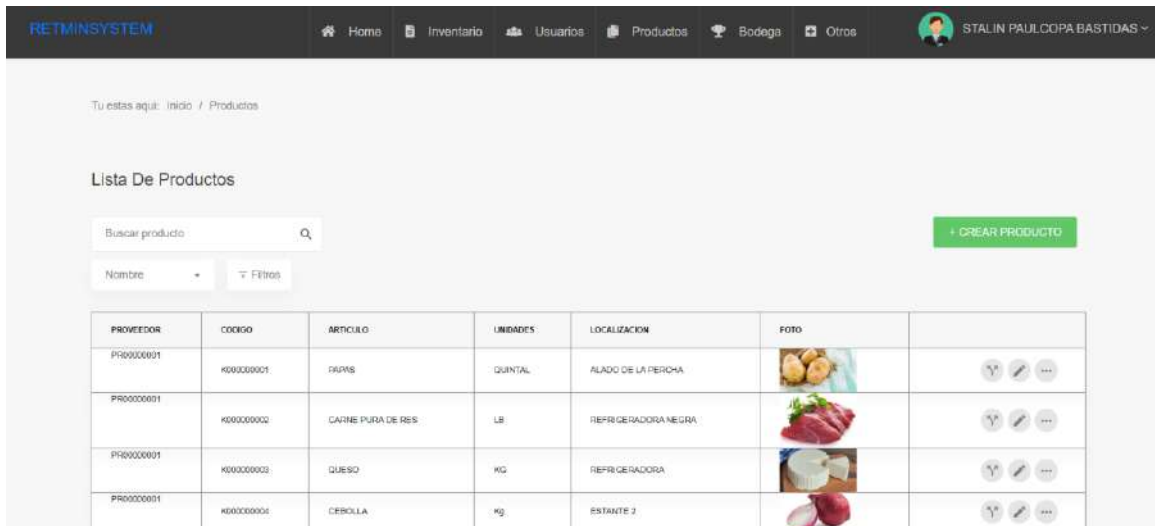 RETMINSYSTEM Home Inventario Usuarios Productos Bodega Otros STALIN PAULCOPA BASTIDAS
Tu estas aqui: Inicio / Productos
Lista De Productos
Buscar producto
+ CREAR PRODUCTO
Nombre Filtros
PROVEEDOR CODIGO ARTICULO UNIDADES LOCALIZACION FOTO
PR00000001 K000000001 PAPAS QUINTAL ALADO DE LA PERCHA
PR00000001 K000000002 CARNE PURA DE RES LB REFRIGERADORA NEGRA
PR00000001 K000000003 QUESO KG REFRIGERADORA
PR00000001 K000000004 CEBOLLA Kg ESTANTE 2